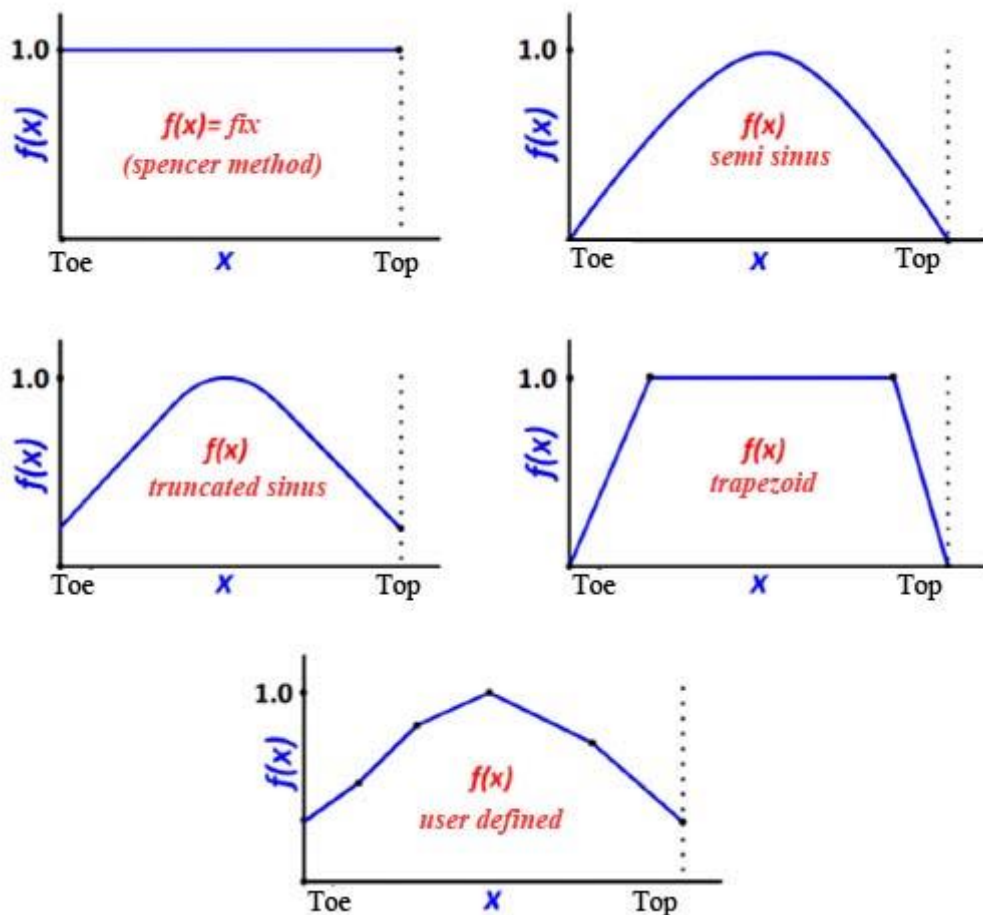 1.0
f(x)
f(x)= fix
(spencer method)
Toe
X
Top
1.0
f(x)
f(x)
semi sinus
Toe
X
Top
1.0
f(x)
f(x)
truncated sinus
Toe
X
Top
1.0
f(x)
f(x)
trapezoid
Toe
X
Top
1.0
f(x)
f(x)
user defined
Toe
X
Top